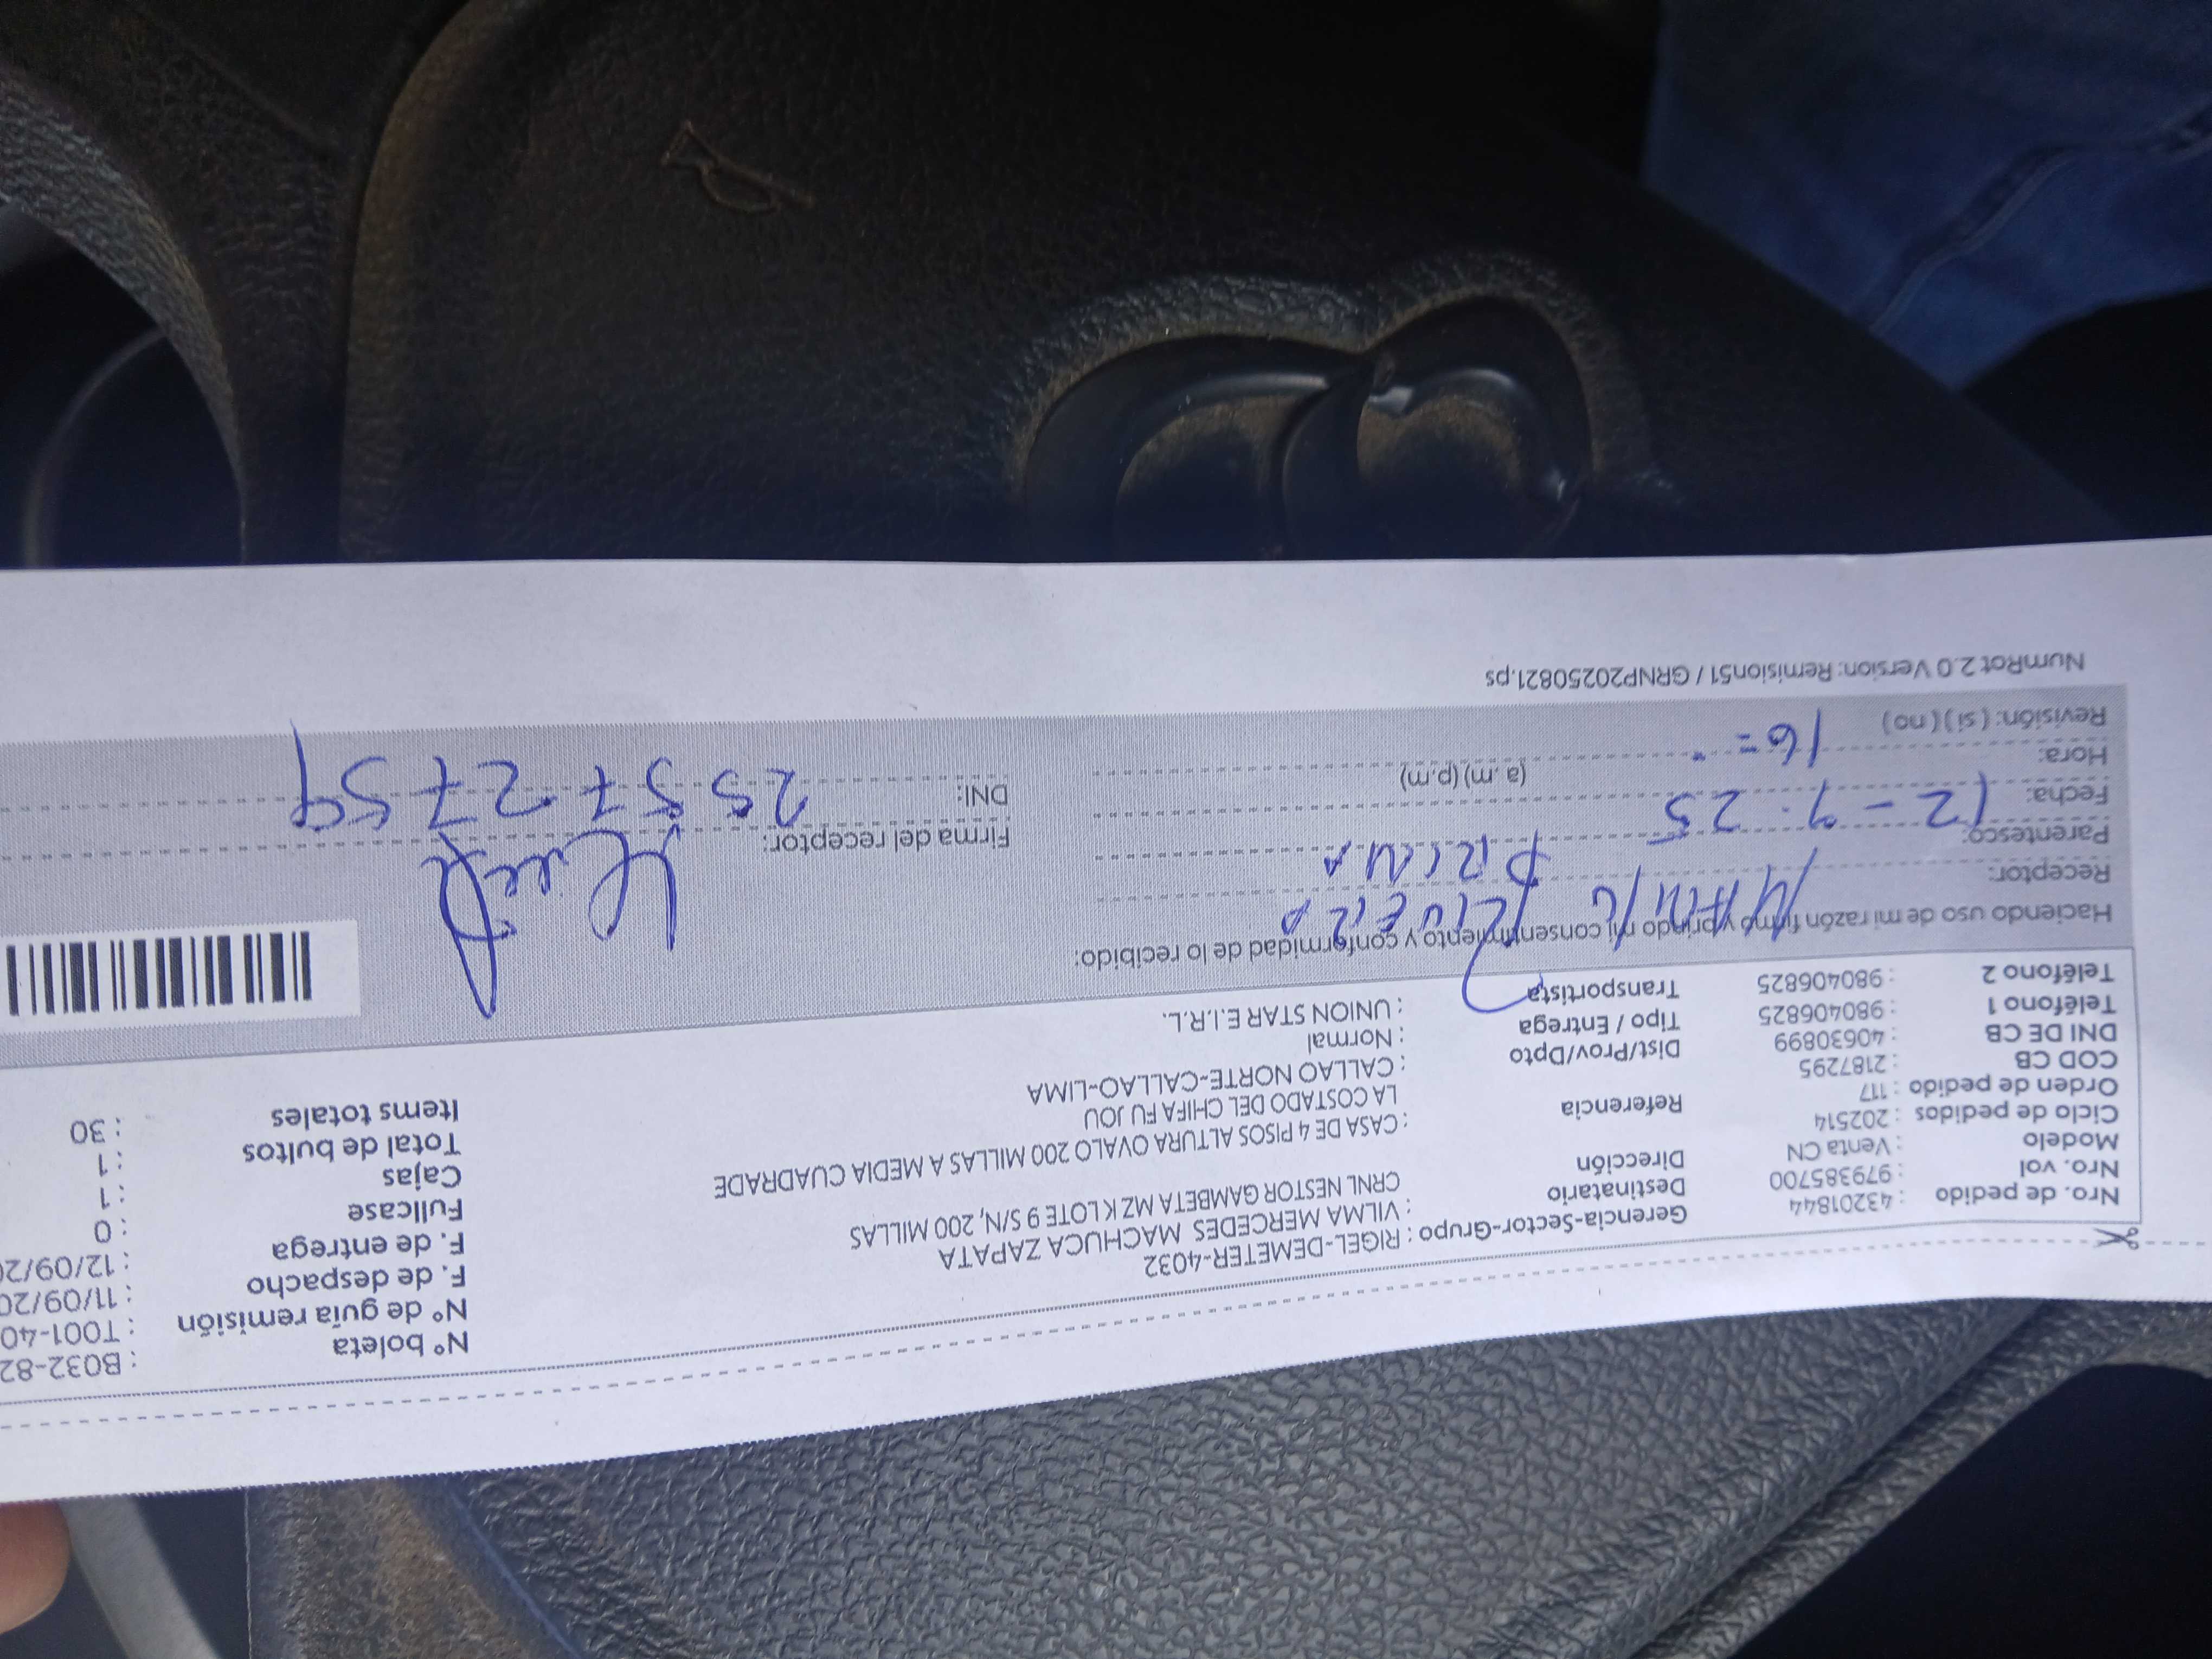 Nro. de pedido : 43201844
Nro. vol : 979385700
Modelo : Venta CN
Ciclo de pedidos : 202514
Orden de pedido : 117
COD CB : 2187295
DNI DE CB : 40630899
Teléfono 1 : 980406825
Teléfono 2 : 980406825
Gerencia-Sector-Grupo : RIGEL-DEMETER-4032
Destinatario : VILMA MERCEDES MACHUCA ZAPATA
Dirección CRNL NESTOR GAMBETA MZ K LOTE 9 S/N, 200 MILLAS
: CASA DE 4 PISOS ALTURA OVALO 200 MILLAS A MEDIA CUADRADE
Referencia LA COSTADO DEL CHIFA FU JOU
Dist/Prov/Dpto : CALLAO NORTE-CALLAO-LIMA
Tipo / Entrega : Normal
Transportista : UNION STAR E.I.R.L.
N° boleta : B032-82
N° de guía remisión : T001-40
F. de despacho : 11/09/20
F. de entrega : 12/09/2
Fullcase : 0
Cajas : 1
Total de bultos : 1
Items totales : 30
Haciendo uso de mi razón firmo y brindo mi consentimiento y conformidad de lo recibido:
Receptor: RIVERA
Parentesco: PRIMA
Fecha: 12-9-25
Hora: 16= (a.m) (p.m)
Revisión: (si) (no)
Firma del receptor:
DNI: 25572759
NumRot 2.0 Version: Remision51 / GRNP20250821.ps